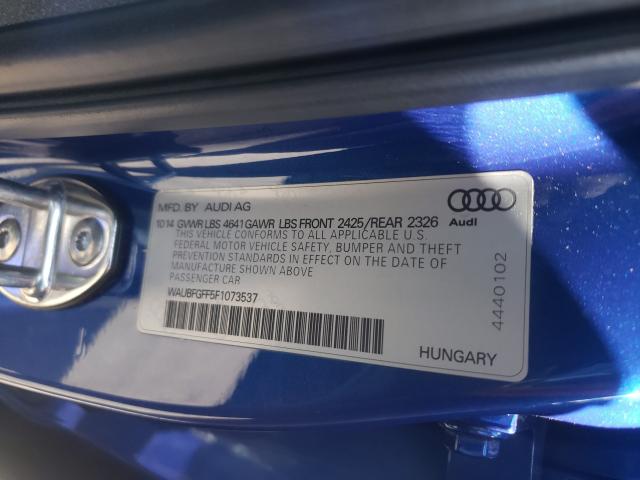 MFD. BY AUDI AG
1014 GVWR LBS 4641 GAWR LBS FRONT 2425/REAR 2326
Audi
THIS VEHICLE CONFORMS TO ALL APPLICABLE U.S.
FEDERAL MOTOR VEHICLE SAFETY, BUMPER AND THEFT
PREVENTION STANDARDS IN EFFECT ON THE DATE OF
MANUFACTURE SHOWN ABOVE
PASSENGER CAR
WAUBFGFF5F1073537
4440102
HUNGARY